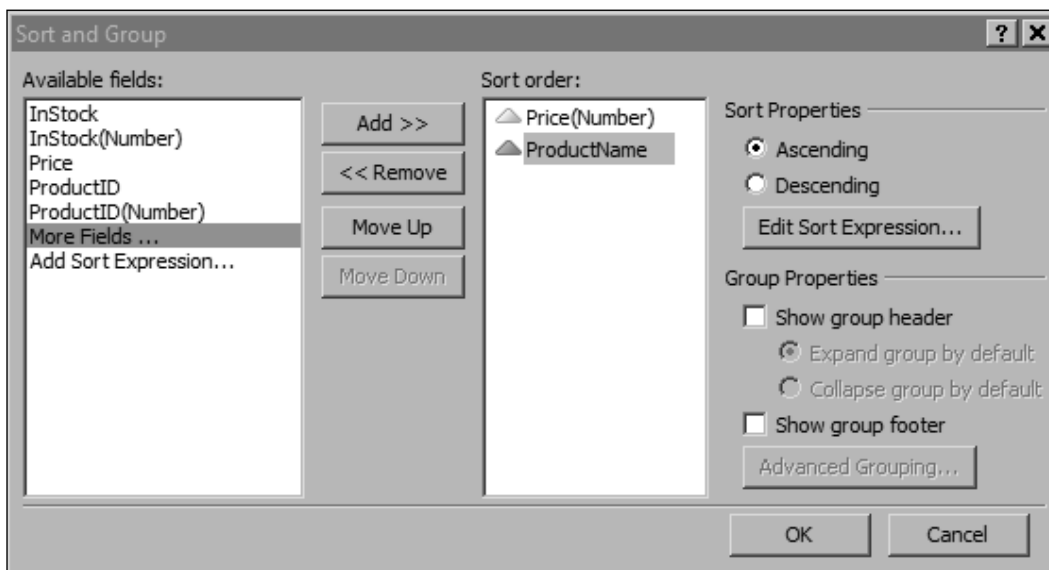 Sort and Group
Available fields:
InStock
InStock(Number)
Price
ProductID
ProductID(Number)
More Fields ...
Add Sort Expression...
Add >>
<< Remove
Move Up
Move Down
Sort order:
Price(Number)
ProductName
Sort Properties
Ascending
Descending
Edit Sort Expression...
Group Properties
Show group header
Expand group by default
Collapse group by default
Show group footer
Advanced Grouping...
OK
Cancel